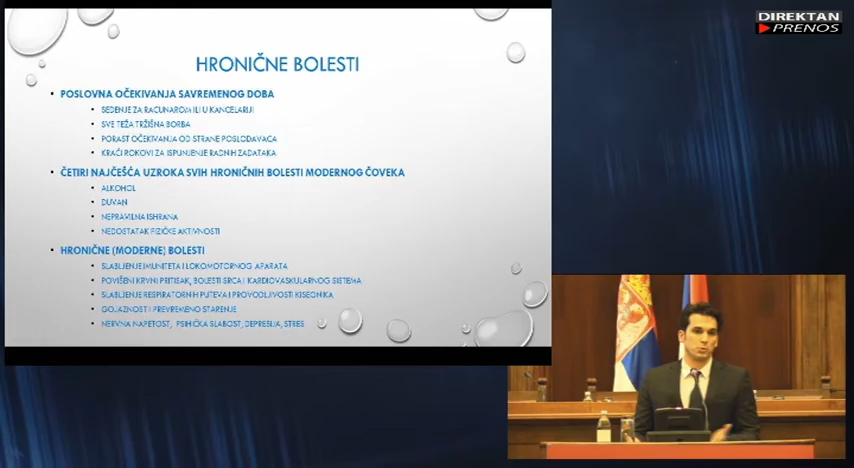 DIREKTAN
PRENOS
HRONIČNE BOLESTI
• POSLOVNA OČEKIVANJA SAVREMENOG DOBA
• SEDENJE ZA RAČUNAROM ILI U KANCELARIJI
• SVE TEŽA TRŽIŠNA BORBA
• PORAST OČEKIVANJA OD STRANE POSLODAVACA
• KRAĆI ROKOVI ZA ISPUNJENJE RADNIH ZADATAKA
• ČETIRI NAJČEŠĆA UZROKA SVIH HRONIČNIH BOLESTI MODERNOG ČOVEKA
• ALKOHOL
• DUVAN
• NEPRAVILNA ISHRANA
• NEDOSTATAK FIZIČKE AKTIVNOSTI
• HRONIČNE (MODERNE) BOLESTI
• SLABLJENJE IMUNITETA I LOKOMOTORNOG APARATA
• POVIŠENI KRVNI PRITISAK, BOLESTI SRCA I KARDIOVASKULARNOG SISTEMA
• SLABLJENJE RESPIRATORNIH PUTEVA I PROVODLJIVOSTI KISEONIKA
• GOJAZNOST I PREVREMENO STARENJE
• NERVNA NAPETOST, PSIHIČKA SLABOST, DEPRESIJA, STRES